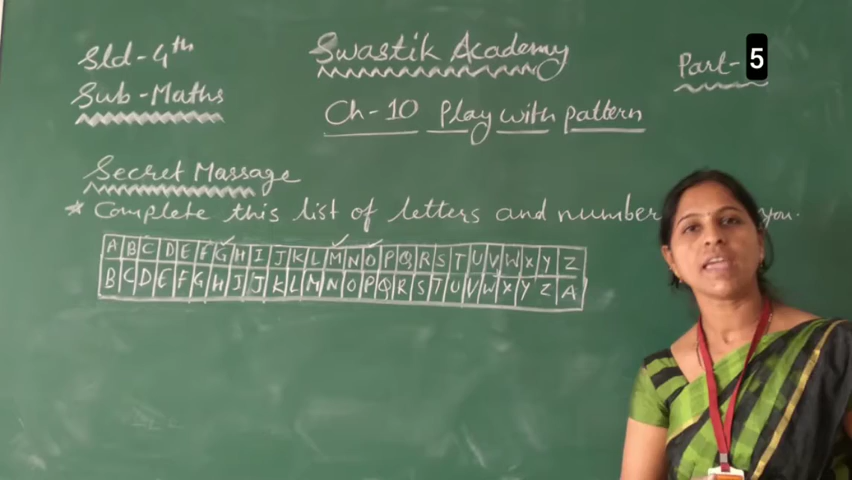 Swastik Academy
Std-4th
Sub-Maths
Part-5
Ch-10 Play with pattern
Secret Massage
* Complete this list of letters and number you.
A B C D E F G H I J K L M N O P Q R S T U V W X Y Z
B C D E F G H I J K L M N O P Q R S T U V W X Y Z A